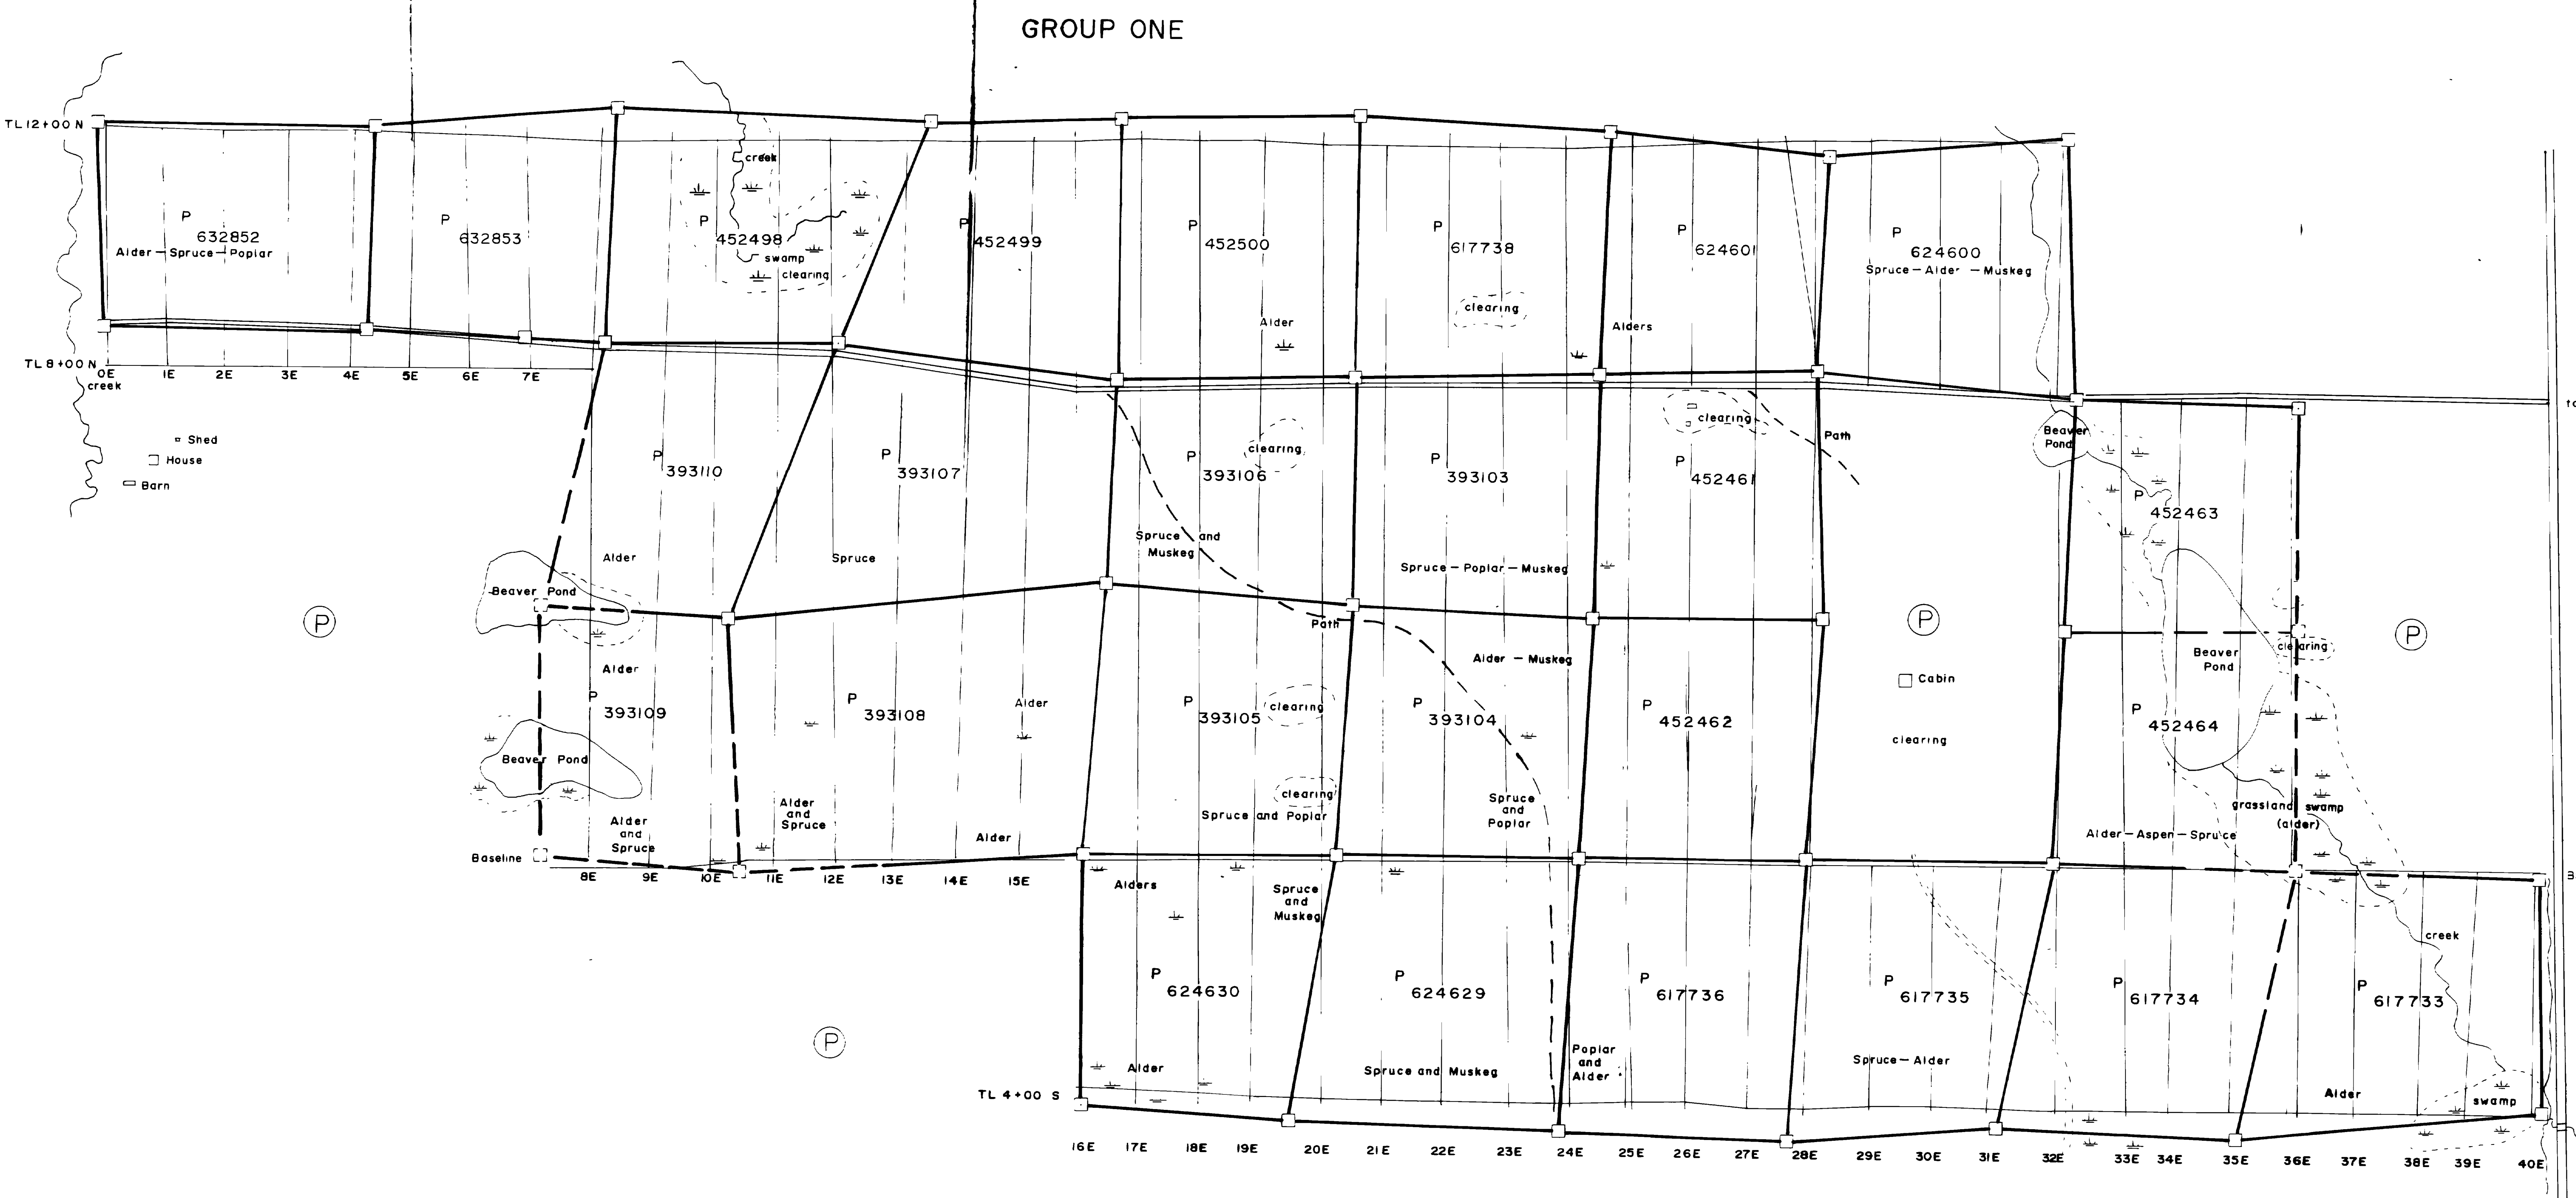 GROUP ONE
TL 12+00 N
creek
P
632852
Alder – Spruce – Poplar
P
632853
P
452498
swamp
clearing
P
452499
P
452500
Alder
P
617738
clearing
P
624601
Alders
P
624600
Spruce – Alder – Muskeg
TL 8+00 N
0E 1E 2E 3E 4E 5E 6E 7E
creek
Shed
House
Barn
P
393110
Alder
P
393107
Spruce
P
393106
clearing
Spruce and
Muskeg
P
393103
Spruce – Poplar – Muskeg
clearing
P
452461
Path
Beaver
Pond
P
452463
Beaver Pond
P
Path
P
P
Alder
P
393109
Beaver Pond
Alder
and
Spruce
P
393108
Alder
Alder
and
Spruce
Alder
P
393105
clearing
clearing
Spruce and Poplar
Alder – Muskeg
P
393104
Spruce
and
Poplar
P
452462
Cabin
clearing
Beaver
Pond
clearing
P
452464
grassland swamp
(alder)
Alder – Aspen – Spruce
Baseline
8E 9E 10E 11E 12E 13E 14E 15E
B
Alders
Spruce
and
Muskeg
creek
P
624630
P
624629
P
617736
P
617735
P
617734
P
617733
P
Alder
Spruce and Muskeg
Poplar
and
Alder
Spruce – Alder
Alder
swamp
TL 4+00 S
16E 17E 18E 19E 20E 21E 22E 23E 24E 25E 26E 27E 28E 29E 30E 31E 32E 33E 34E 35E 36E 37E 38E 39E 40E